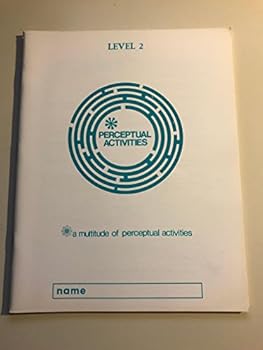 LEVEL 2
PERCEPTUAL
ACTIVITIES
a multitude of perceptual activities
name